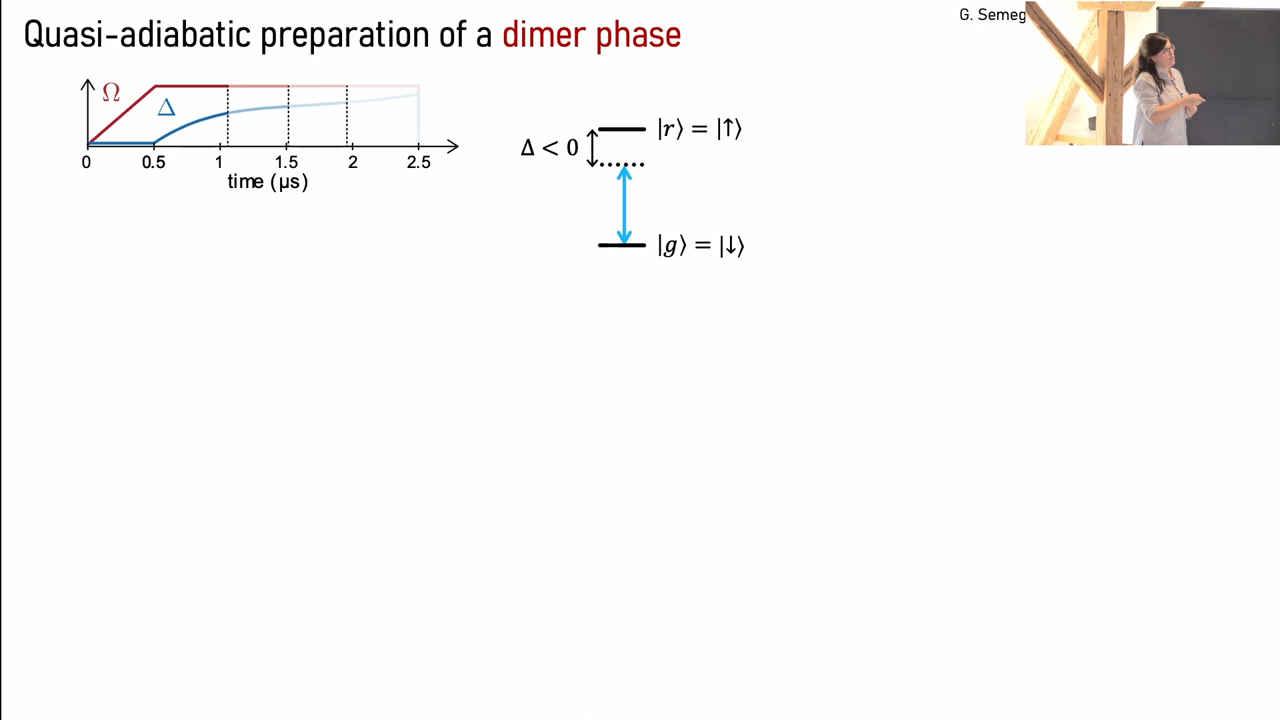 Quasi-adiabatic preparation of a dimer phase
G. Semeg
Ω
Δ
0 0.5 1 1.5 2 2.5
time (µs)
Δ < 0
|r⟩ = |↑⟩
|g⟩ = |↓⟩